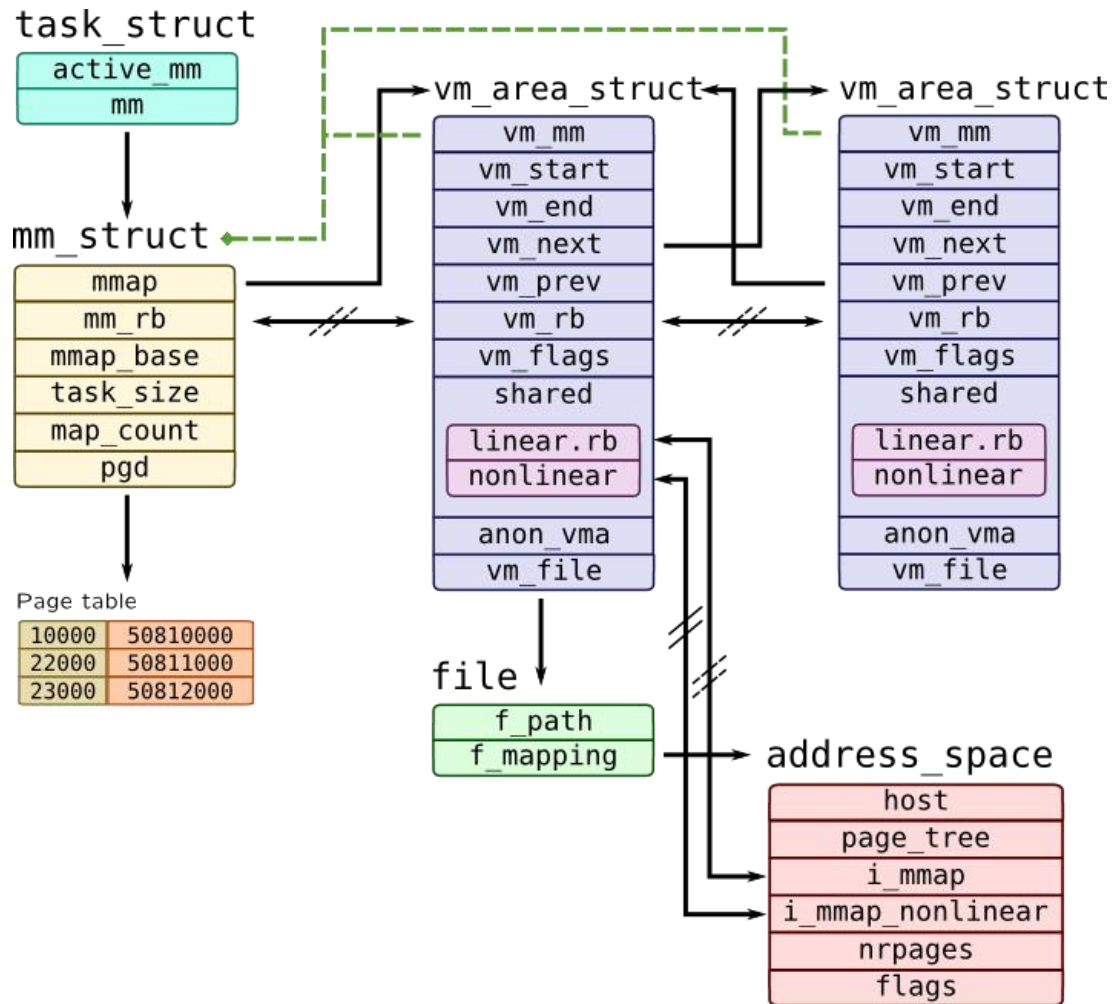 task_struct
active_mm
mm
mm_struct
mmap
mm_rb
mmap_base
task_size
map_count
pgd
Page table
10000 50810000
22000 50811000
23000 50812000
vm_area_struct
vm_mm
vm_start
vm_end
vm_next
vm_prev
vm_rb
vm_flags
shared
linear.rb
nonlinear
anon_vma
vm_file
file
f_path
f_mapping
vm_area_struct
vm_mm
vm_start
vm_end
vm_next
vm_prev
vm_rb
vm_flags
shared
linear.rb
nonlinear
anon_vma
vm_file
address_space
host
page_tree
i_mmap
i_mmap_nonlinear
nrpages
flags